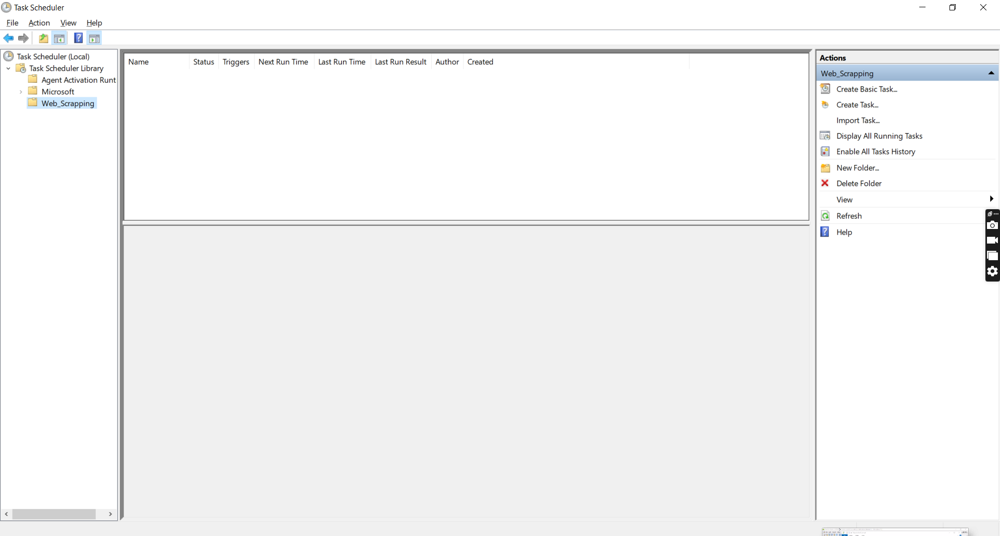 Task Scheduler
File Action View Help
Task Scheduler (Local)
Task Scheduler Library
Agent Activation Runt
Microsoft
Web_Scrapping
Name Status Triggers Next Run Time Last Run Time Last Run Result Author Created
Actions
Web_Scrapping
Create Basic Task...
Create Task...
Import Task...
Display All Running Tasks
Enable All Tasks History
New Folder...
Delete Folder
View
Refresh
Help